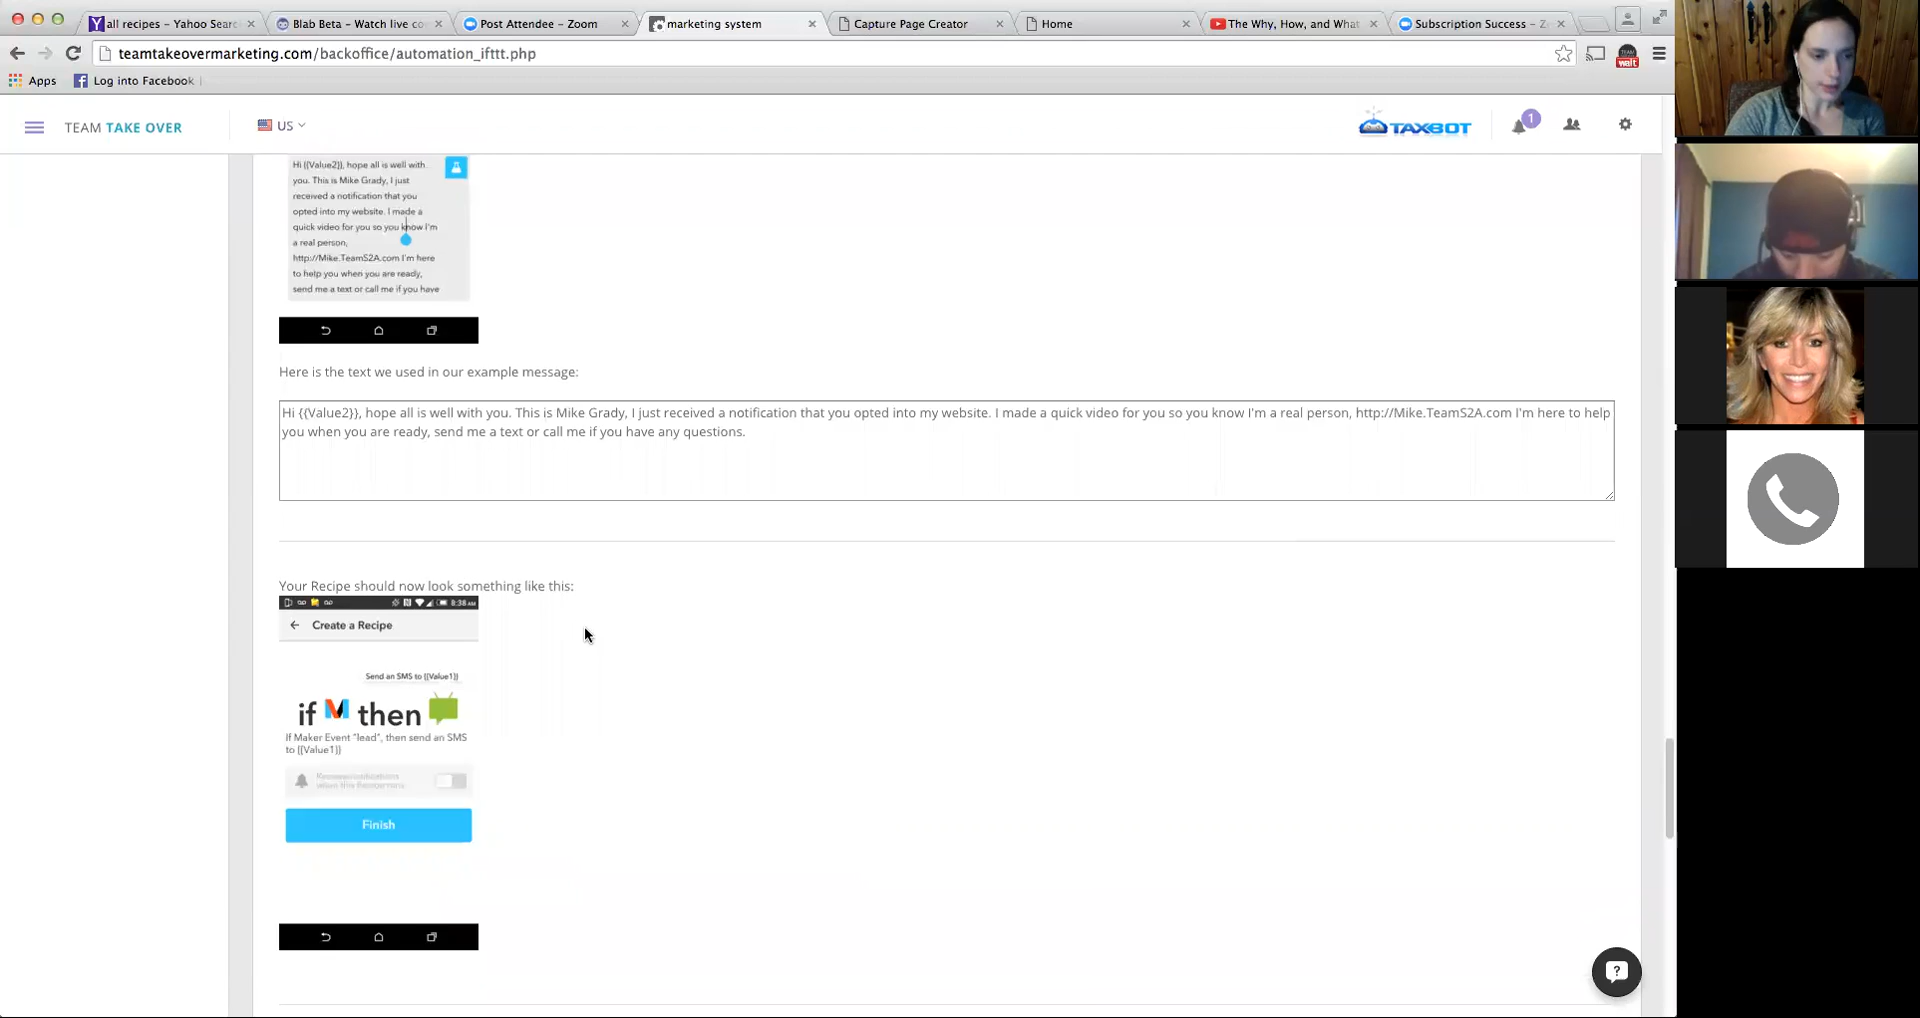 all recipes – Yahoo Searc
Blab Beta – Watch live co
Post Attendee – Zoom
marketing system
Capture Page Creator
Home
The Why, How, and What
Subscription Success – Z
teamtakeovermarketing.com/backoffice/automation_ifttt.php
Apps
Log into Facebook |
TEAM walt
TEAM TAKE OVER
US
TAXBOT
1
Hi {{Value2}}, hope all is well with
you. This is Mike Grady, I just
received a notification that you
opted into my website. I made a
quick video for you so you know I'm
a real person,
http://Mike.TeamS2A.com I'm here
to help you when you are ready,
send me a text or call me if you have
Here is the text we used in our example message:
Hi {{Value2}}, hope all is well with you. This is Mike Grady, I just received a notification that you opted into my website. I made a quick video for you so you know I'm a real person, http://Mike.TeamS2A.com I'm here to help
you when you are ready, send me a text or call me if you have any questions.
Your Recipe should now look something like this:
8:38 AM
Create a Recipe
Send an SMS to {{Value1}}
if M then
If Maker Event "lead", then send an SMS
to {{Value1}}
Finish
?